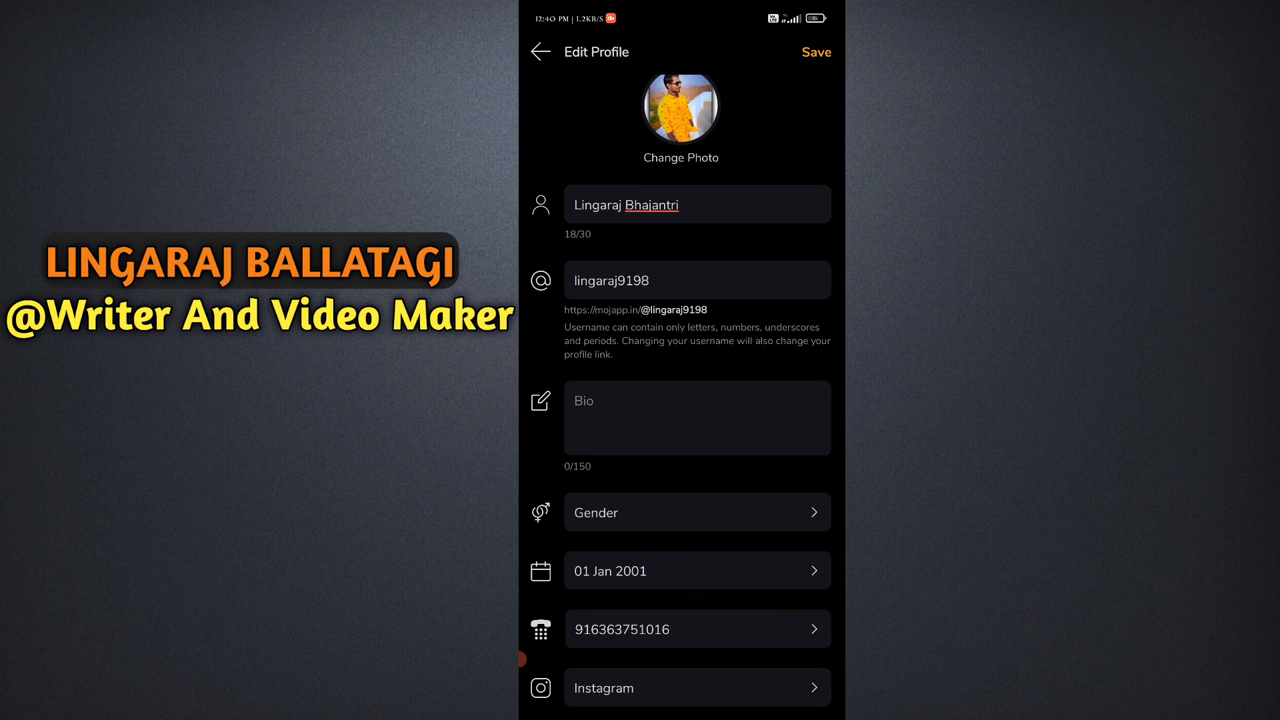 LINGARAJ BALLATAGI
@Writer And Video Maker
12:40 PM | 1.2KB/S
Edit Profile
Save
Change Photo
Lingaraj Bhajantri
18/30
lingaraj9198
https://mojapp.in/@lingaraj9198
Username can contain only letters, numbers, underscores
and periods. Changing your username will also change your
profile link.
Bio
0/150
Gender
01 Jan 2001
916363751016
Instagram